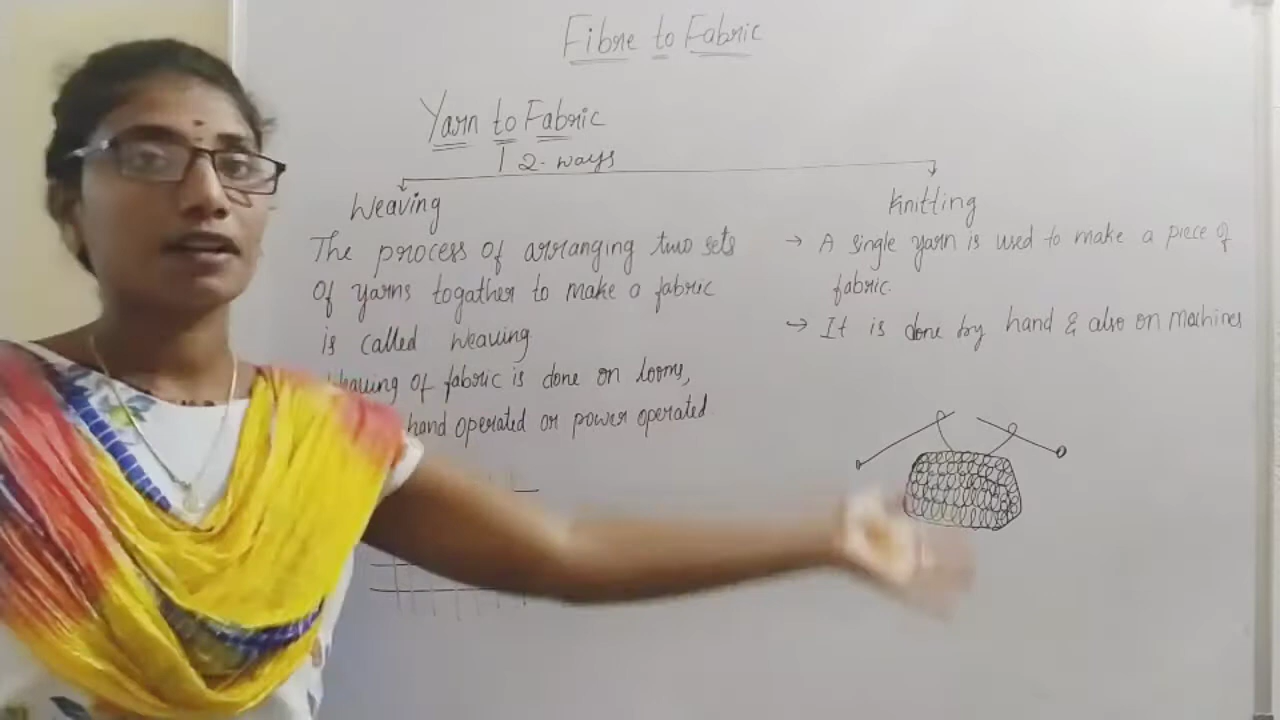 Fibre to Fabric
Yarn to Fabric
2-ways
Weaving
The process of arranging two sets
of yarns togather to make a fabric
is called weaving
of fabric is done on looms,
hand operated or power operated.
Knitting
→ A single yarn is used to make a piece of
fabric.
→ It is done by hand & also on machines